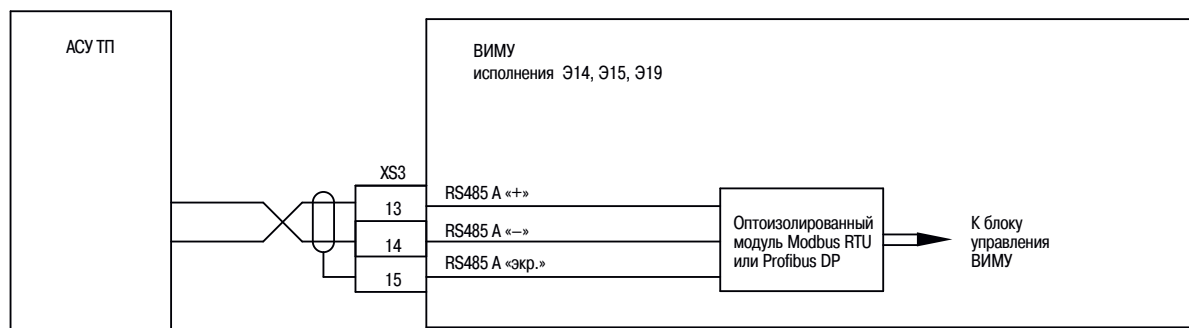 АСУ ТП
ВИМУ
исполнения Э14, Э15, Э19
XS3
13
14
15
RS485 А «+»
RS485 А «–»
RS485 А «экр.»
Оптоизолированный
модуль Modbus RTU
или Profibus DP
К блоку
управления
ВИМУ